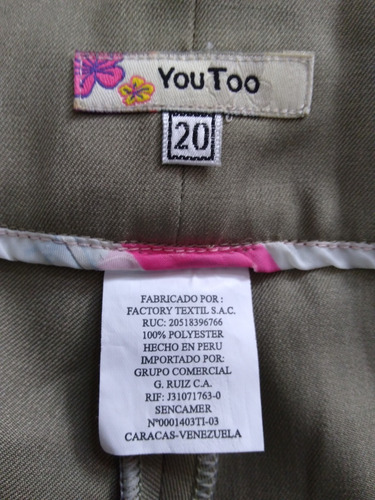 YouToo
20
FABRICADO POR:
FACTORY TEXTIL S.A.C.
RUC: 20518396766
100% POLYESTER
HECHO EN PERU
IMPORTADO POR:
GRUPO COMERCIAL
G. RUIZ C.A.
RIF: J31071763-0
SENCAMER
Nº0001403TI-03
CARACAS-VENEZUELA